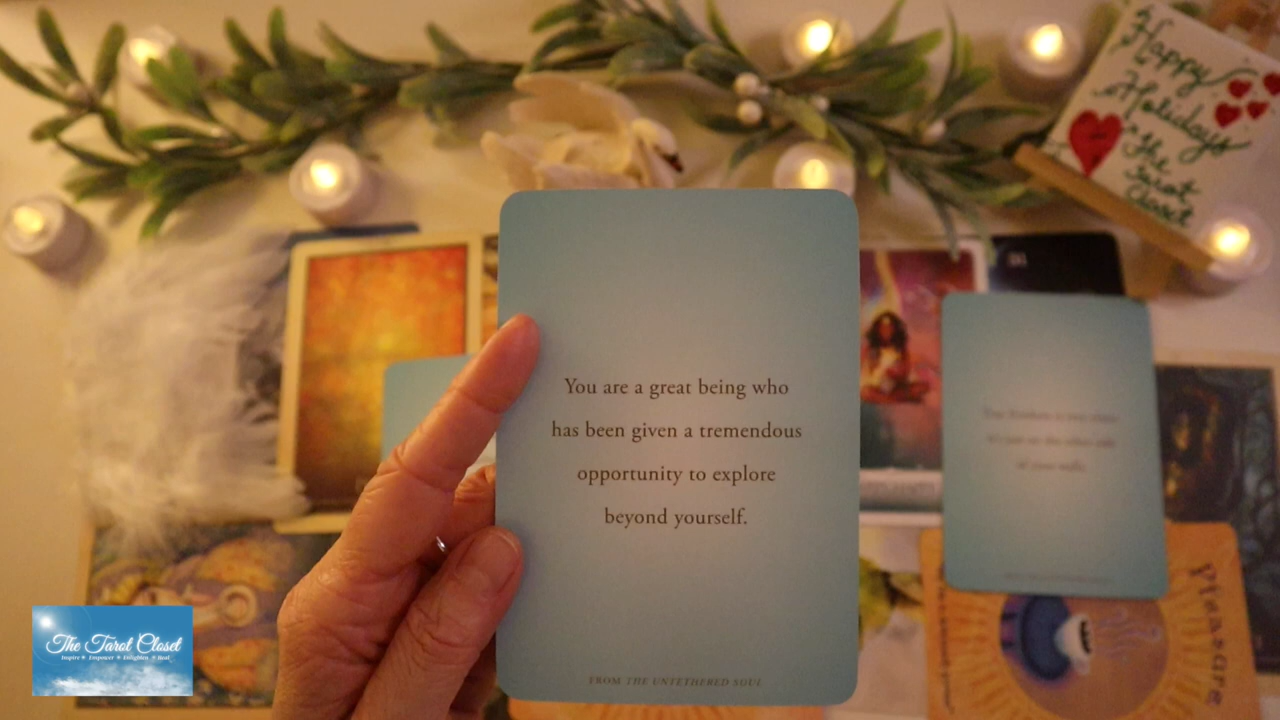 Happy
Holidays
The
Tarot
Closet
You are a great being who
has been given a tremendous
opportunity to explore
beyond yourself.
FROM THE UNTETHERED SOUL
Pleasure
The Tarot Closet
Inspire Empower Enlighten Heal